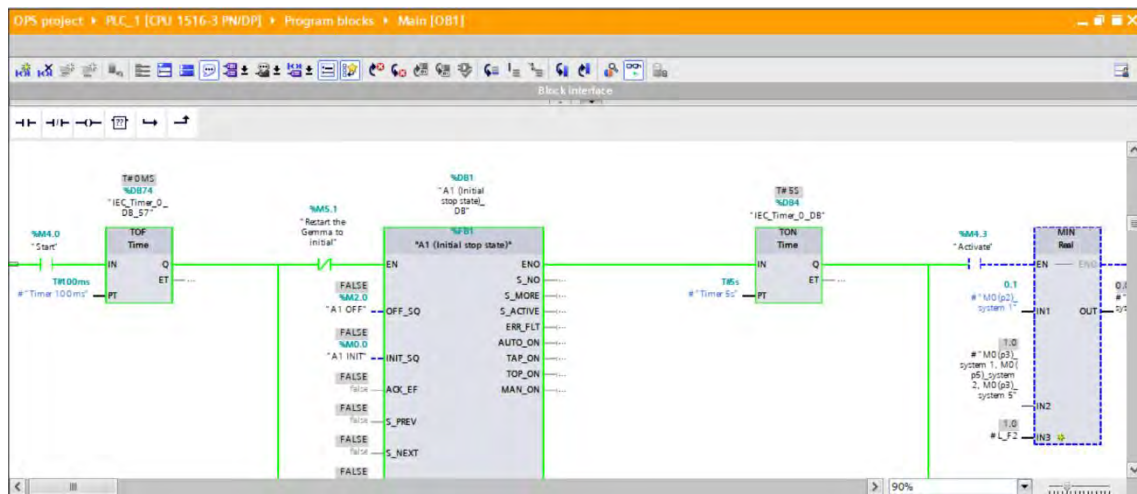 OPS project ▸ PLC_1 [CPU 1516-3 PN/DP] ▸ Program blocks ▸ Main [OB1]
Block interface
T#0MS
%DB74
"IEC_Timer_0_
DB_57"
TOF
Time
%M4.0
"Start"
IN
Q
ET
T#100ms
#"Timer 100ms"
PT
%M5.1
"Restart the
Gemma to
initial"
%DB1
"A1 (Initial
stop state)_
DB"
%FB1
"A1 (Initial stop state)"
EN
ENO
S_NO
S_MORE
S_ACTIVE
ERR_FLT
AUTO_ON
TAP_ON
TOP_ON
MAN_ON
FALSE
%M2.0
"A1 OFF"
OFF_SQ
FALSE
%M0.0
"A1 INIT"
INIT_SQ
FALSE
false
ACK_EF
FALSE
false
S_PREV
FALSE
false
S_NEXT
FALSE
T#5S
%DB4
"IEC_Timer_0_DB"
TON
Time
IN
Q
ET
T#5s
#"Timer 5s"
PT
%M4.3
"Activate"
MIN
Real
EN
ENO
0.1
#"M0(p2)_
system 1"
IN1
OUT
1.0
#"M0(p3)_
system 1, M0(
p5)_system
2, M0(p3)_
system 5"
IN2
1.0
#L_F2
IN3
90%